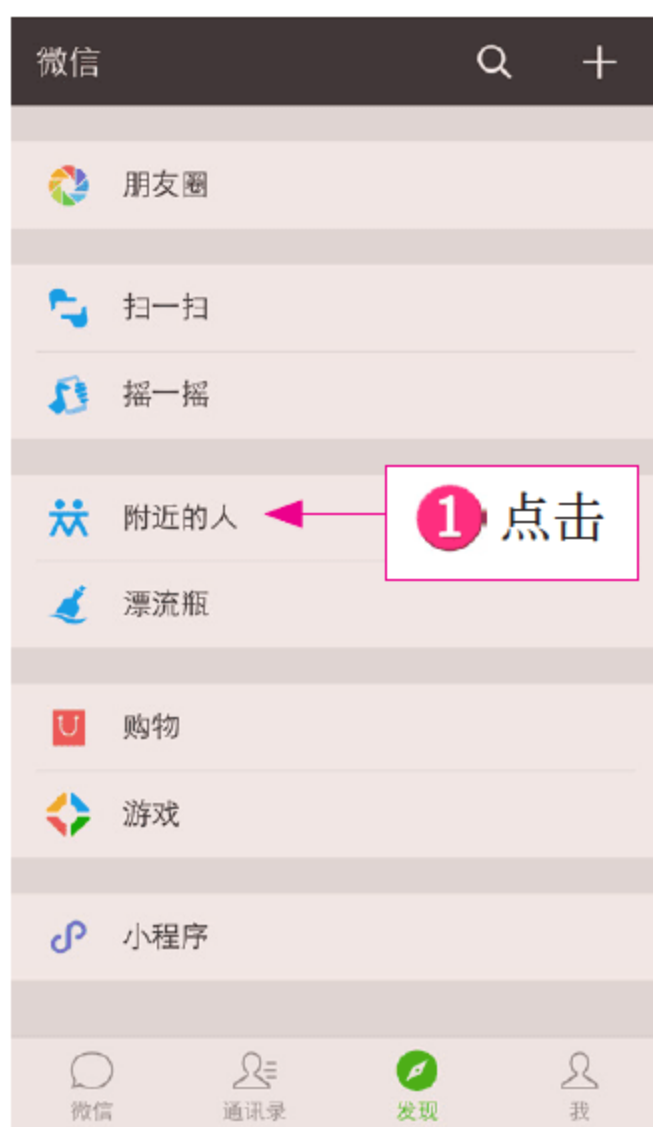 微信
朋友圈
扫一扫
摇一摇
附近的人
1 点击
漂流瓶
购物
游戏
小程序
微信 通讯录 发现 我